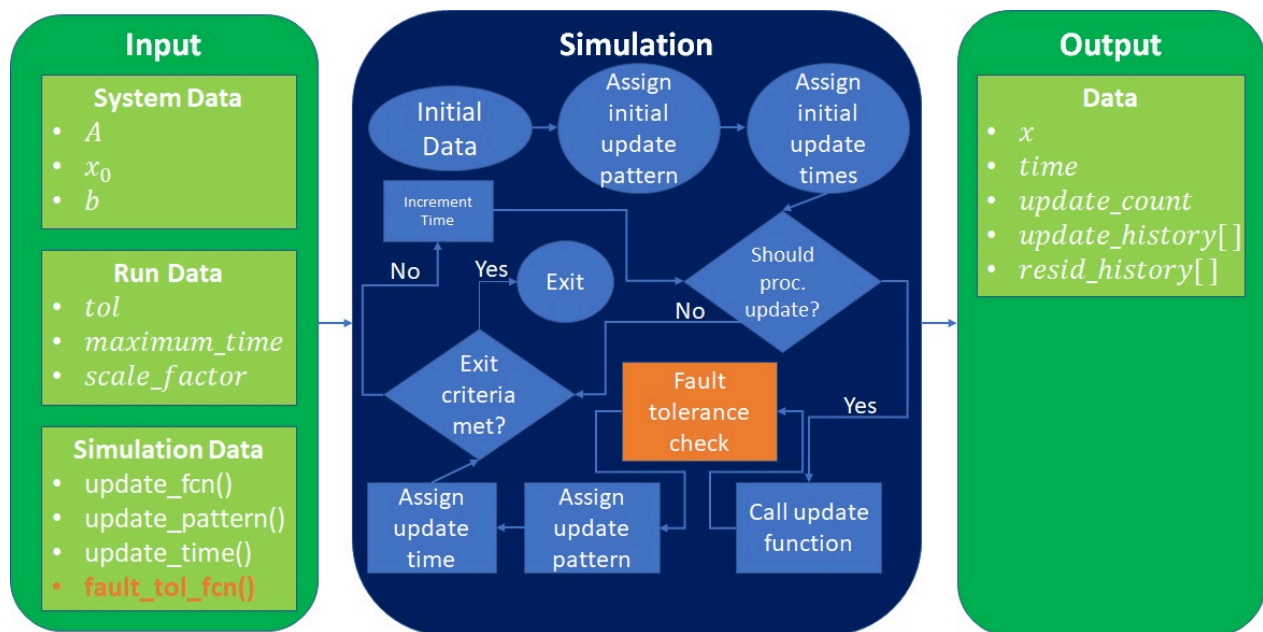 Input
System Data
• A
• x₀
• b
Run Data
• tol
• maximum_time
• scale_factor
Simulation Data
• update_fcn()
• update_pattern()
• update_time()
• fault_tol_fcn()
Simulation
Initial
Data
Assign
initial
update
pattern
Assign
initial
update
times
Increment
Time
Should
proc.
update?
No
Yes
Exit
No
Exit
criteria
met?
Fault
tolerance
check
Yes
Assign
update
time
Assign
update
pattern
Call update
function
Output
Data
• x
• time
• update_count
• update_history[]
• resid_history[]